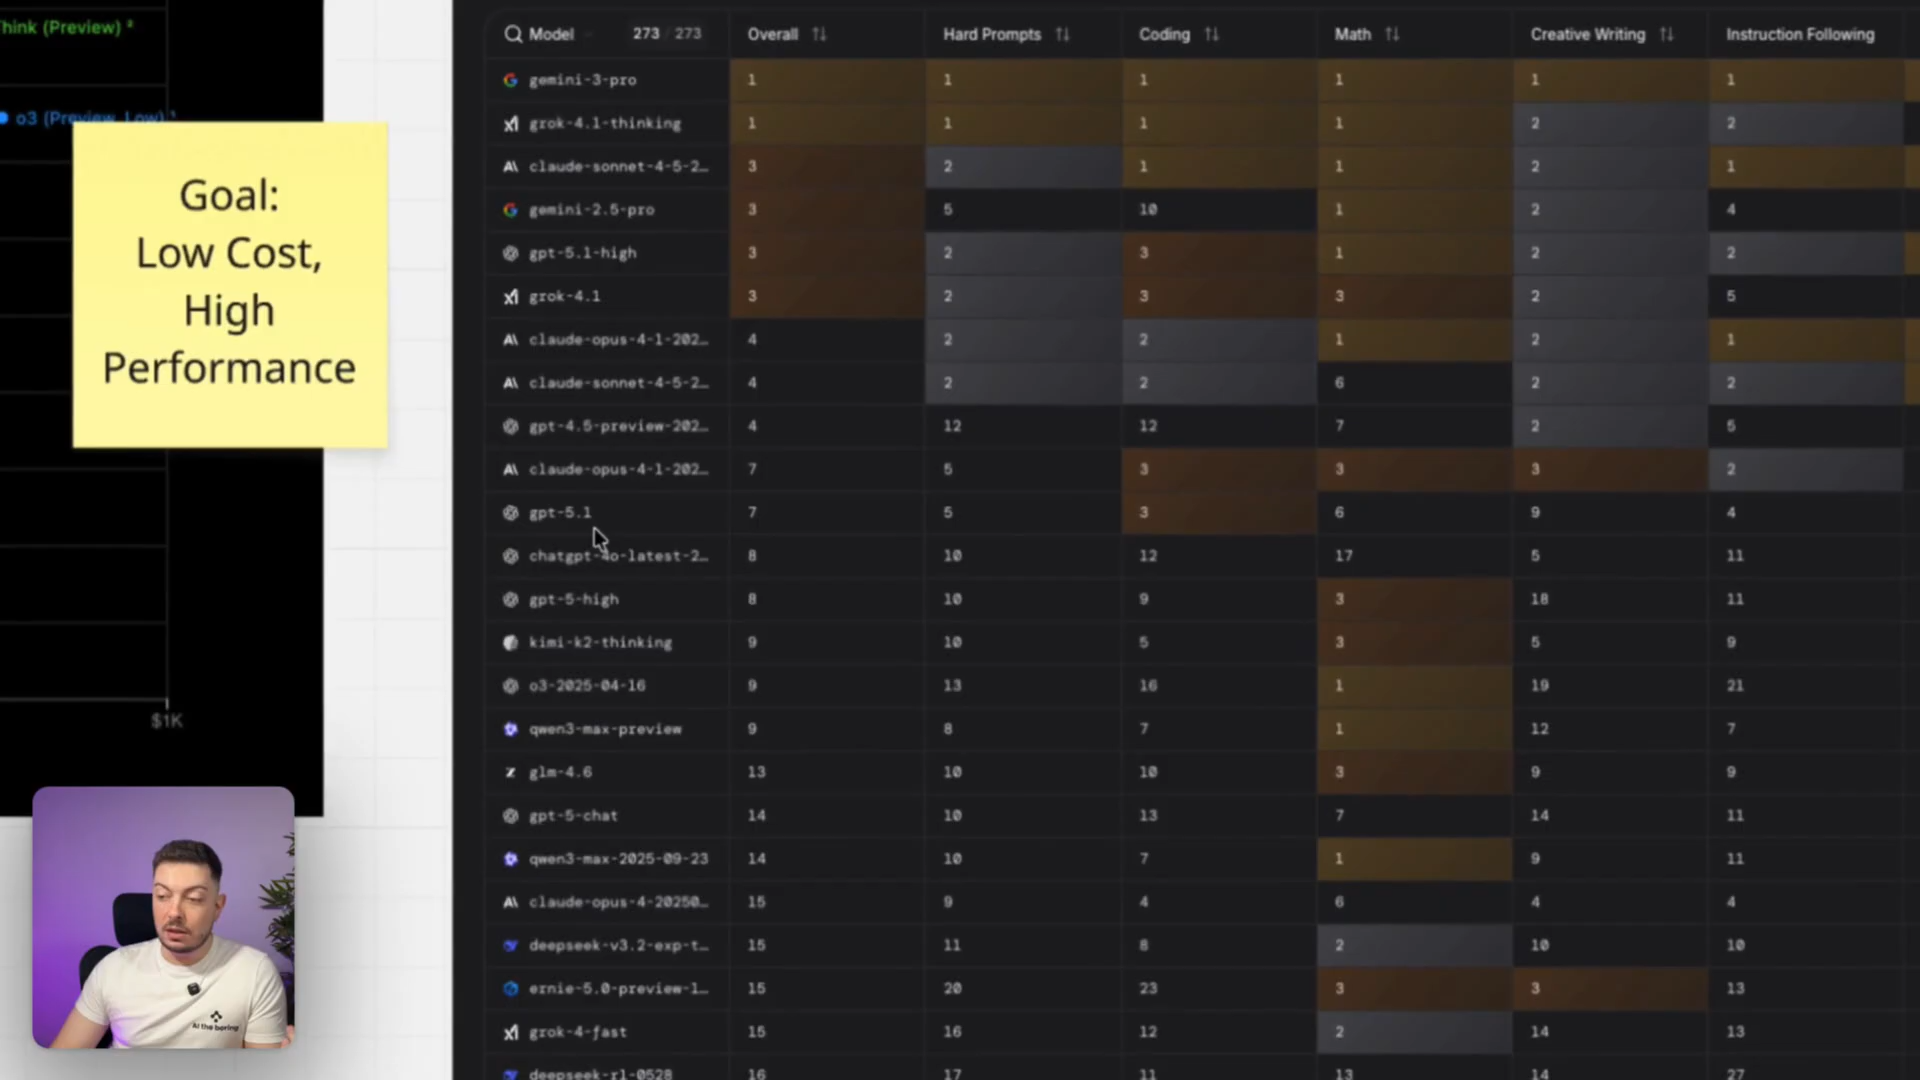 Think (Preview) ²
o3 (Preview, Low) ¹
Goal:
Low Cost,
High
Performance
$1K
AI the boring
Model 273 / 273 Overall Hard Prompts Coding Math Creative Writing Instruction Following
gemini-3-pro 1 1 1 1 1 1
grok-4.1-thinking 1 1 1 1 2 2
claude-sonnet-4-5-2… 3 2 1 1 2 1
gemini-2.5-pro 3 5 10 1 2 4
gpt-5.1-high 3 2 3 1 2 2
grok-4.1 3 2 3 3 2 5
claude-opus-4-1-202… 4 2 2 1 2 1
claude-sonnet-4-5-2… 4 2 2 6 2 2
gpt-4.5-preview-202… 4 12 12 7 2 5
claude-opus-4-1-202… 7 5 3 3 3 2
gpt-5.1 7 5 3 6 9 4
chatgpt-4o-latest-2… 8 10 12 17 5 11
gpt-5-high 8 10 9 3 18 11
kimi-k2-thinking 9 10 5 3 5 9
o3-2025-04-16 9 13 16 1 19 21
qwen3-max-preview 9 8 7 1 12 7
glm-4.6 13 10 10 3 9 9
gpt-5-chat 14 10 13 7 14 11
qwen3-max-2025-09-23 14 10 7 1 9 11
claude-opus-4-20250… 15 9 4 6 4 4
deepseek-v3.2-exp-t… 15 11 8 2 10 10
ernie-5.0-preview-1… 15 20 23 3 3 13
grok-4-fast 15 16 12 2 14 13
deepseek-r1-0528 16 17 11 13 14 27